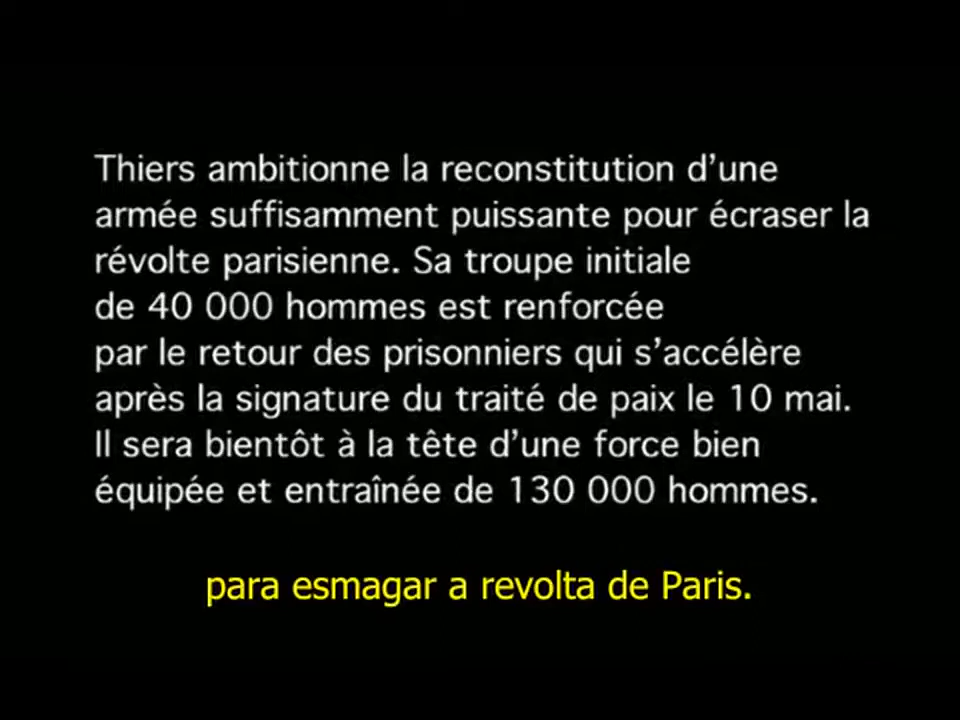 Thiers ambitionne la reconstitution d’une
armée suffisamment puissante pour écraser la
révolte parisienne. Sa troupe initiale
de 40 000 hommes est renforcée
par le retour des prisonniers qui s’accélère
après la signature du traité de paix le 10 mai.
Il sera bientôt à la tête d’une force bien
équipée et entraînée de 130 000 hommes.
para esmagar a revolta de Paris.